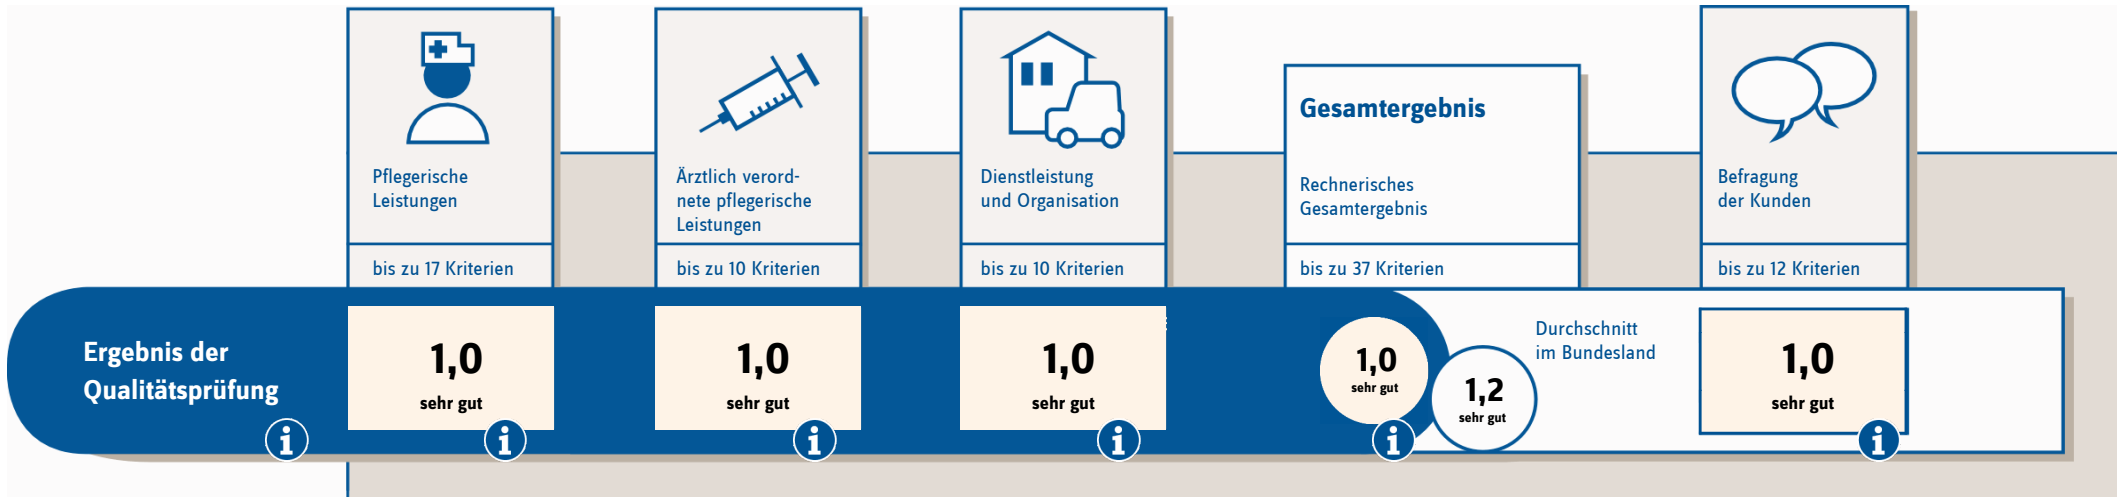 Pflegerische
Leistungen
bis zu 17 Kriterien
Ärztlich verord-
nete pflegerische
Leistungen
bis zu 10 Kriterien
Dienstleistung
und Organisation
bis zu 10 Kriterien
Gesamtergebnis
Rechnerisches
Gesamtergebnis
bis zu 37 Kriterien
Befragung
der Kunden
bis zu 12 Kriterien
Ergebnis der
Qualitätsprüfung
i
1,0
sehr gut
i
1,0
sehr gut
i
1,0
sehr gut
i
1,0
sehr gut
i
1,2
sehr gut
Durchschnitt
im Bundesland
1,0
sehr gut
i